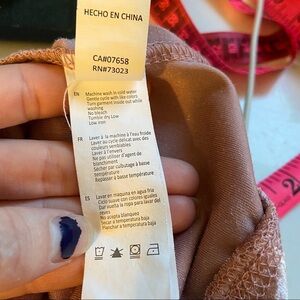 HECHO EN CHINA
CA#07658
RN#73023
EN
Machine wash in cold water
Gentle cycle with like colors
Turn garment inside out while
washing
No bleach
Tumble dry Low
Low iron
FR
Laver à la machine à l'eau froide
Laver au cycle délicat avec des
couleurs semblables
Laver à l'envers
Ne pas utiliser d'agent de
blanchiment
Sécher par culbutage à basse
température
Repasser à basse température
ES
Lavar en maquina en agua fria
Ciclo suave con colores iguales
Dar vuelta la ropa para lavar del
reves
No acepta blanquez
Secar a temperatura baja
Planchar a temperatura baja
2